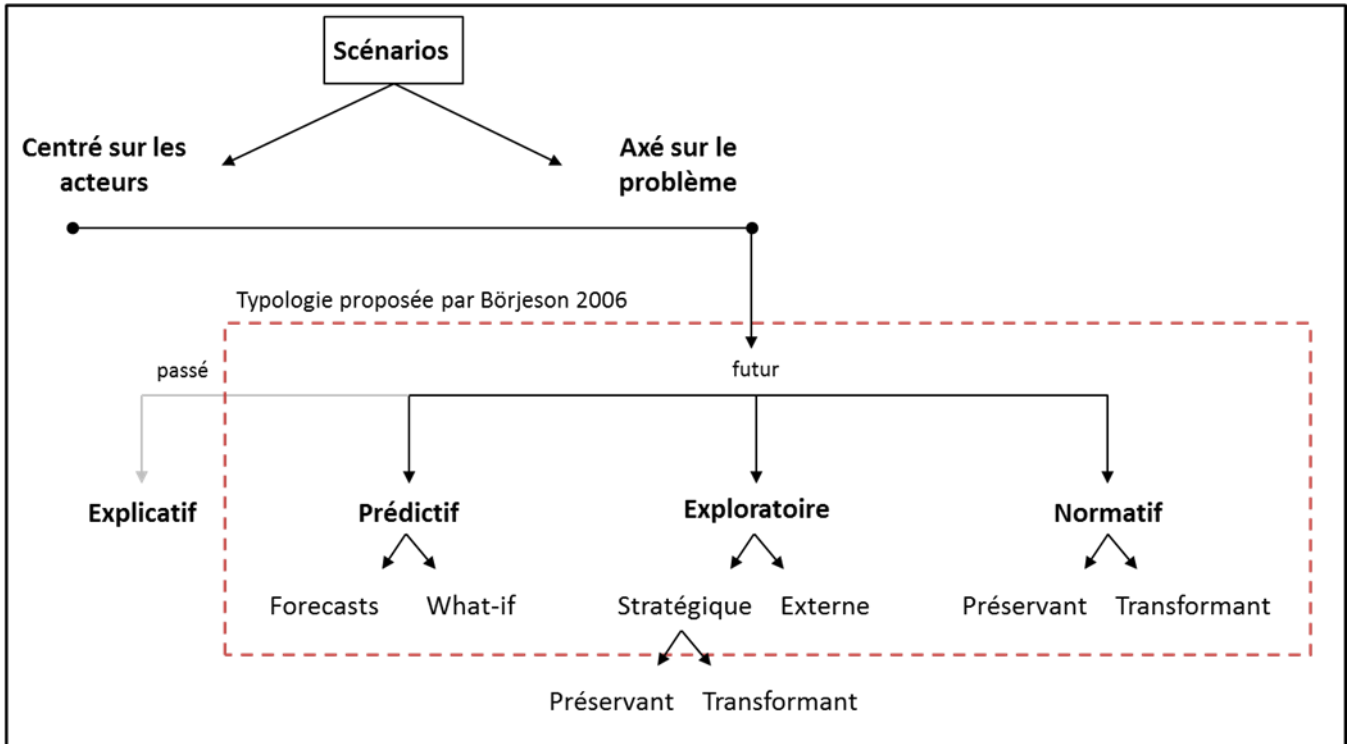 Scénarios
Centré sur les
acteurs
Axé sur le
problème
Typologie proposée par Börjeson 2006
passé
futur
Explicatif
Prédictif
Exploratoire
Normatif
Forecasts
What-if
Stratégique
Externe
Préservant
Transformant
Préservant
Transformant